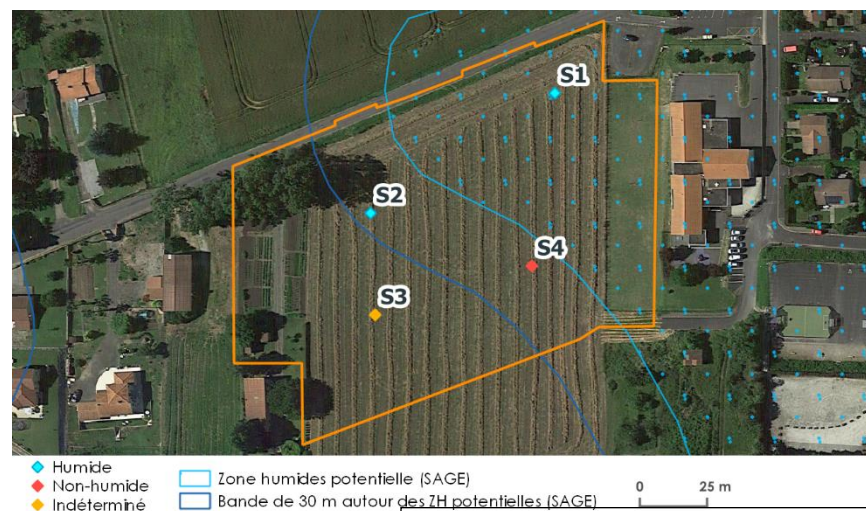 S1
S2
S4
S3
Humide
Non-humide
Indéterminé
Zone humides potentielle (SAGE)
Bande de 30 m autour des ZH potentielles (SAGE)
0 25 m